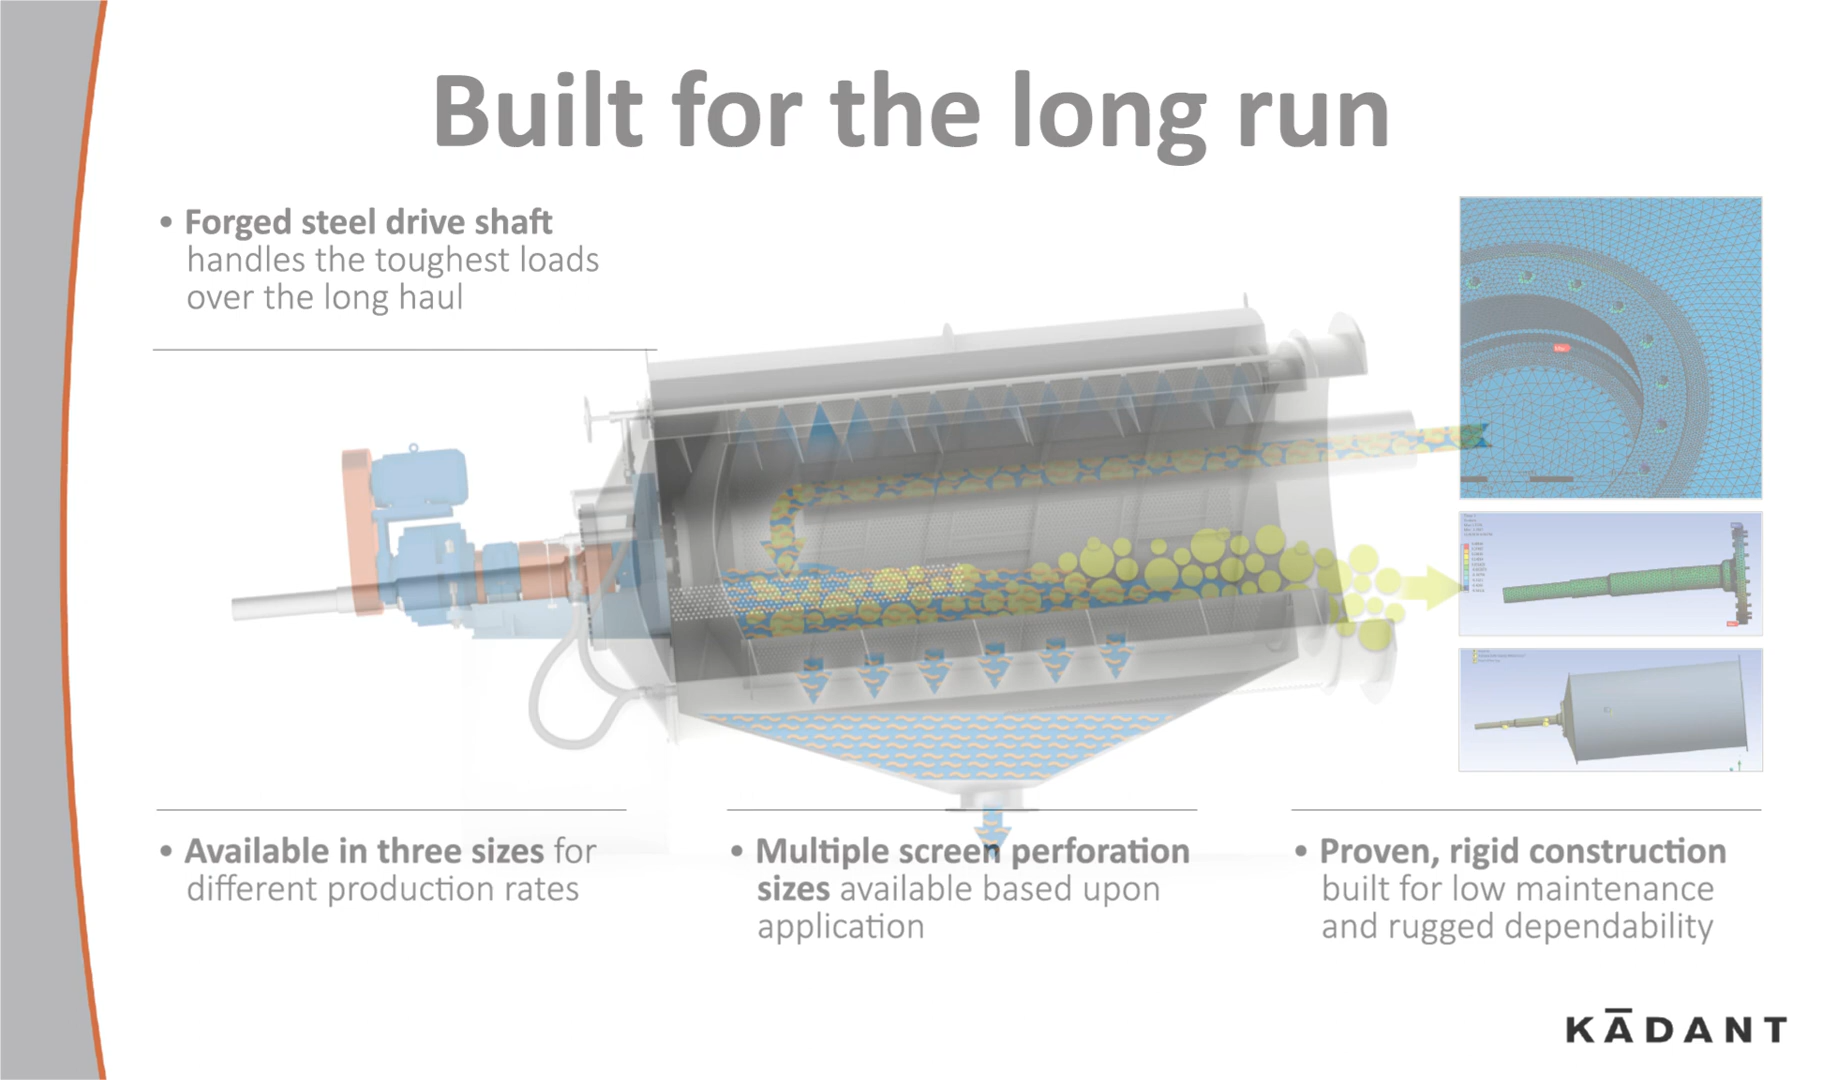 Built for the long run
• Forged steel drive shaft
handles the toughest loads
over the long haul
• Available in three sizes for
different production rates
• Multiple screen perforation
sizes available based upon
application
• Proven, rigid construction
built for low maintenance
and rugged dependability
KĀDANT